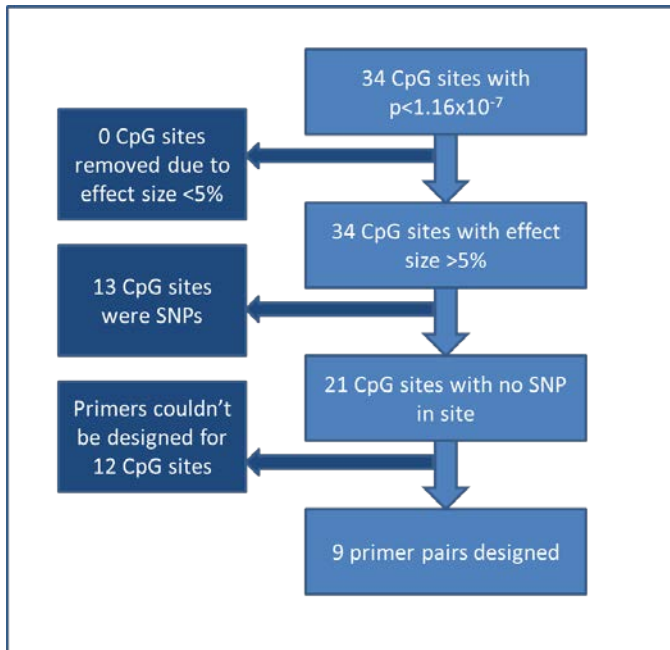 34 CpG sites with
p<1.16x10⁻⁷
0 CpG sites
removed due to
effect size <5%
34 CpG sites with effect
size >5%
13 CpG sites
were SNPs
21 CpG sites with no SNP
in site
Primers couldn’t
be designed for
12 CpG sites
9 primer pairs designed